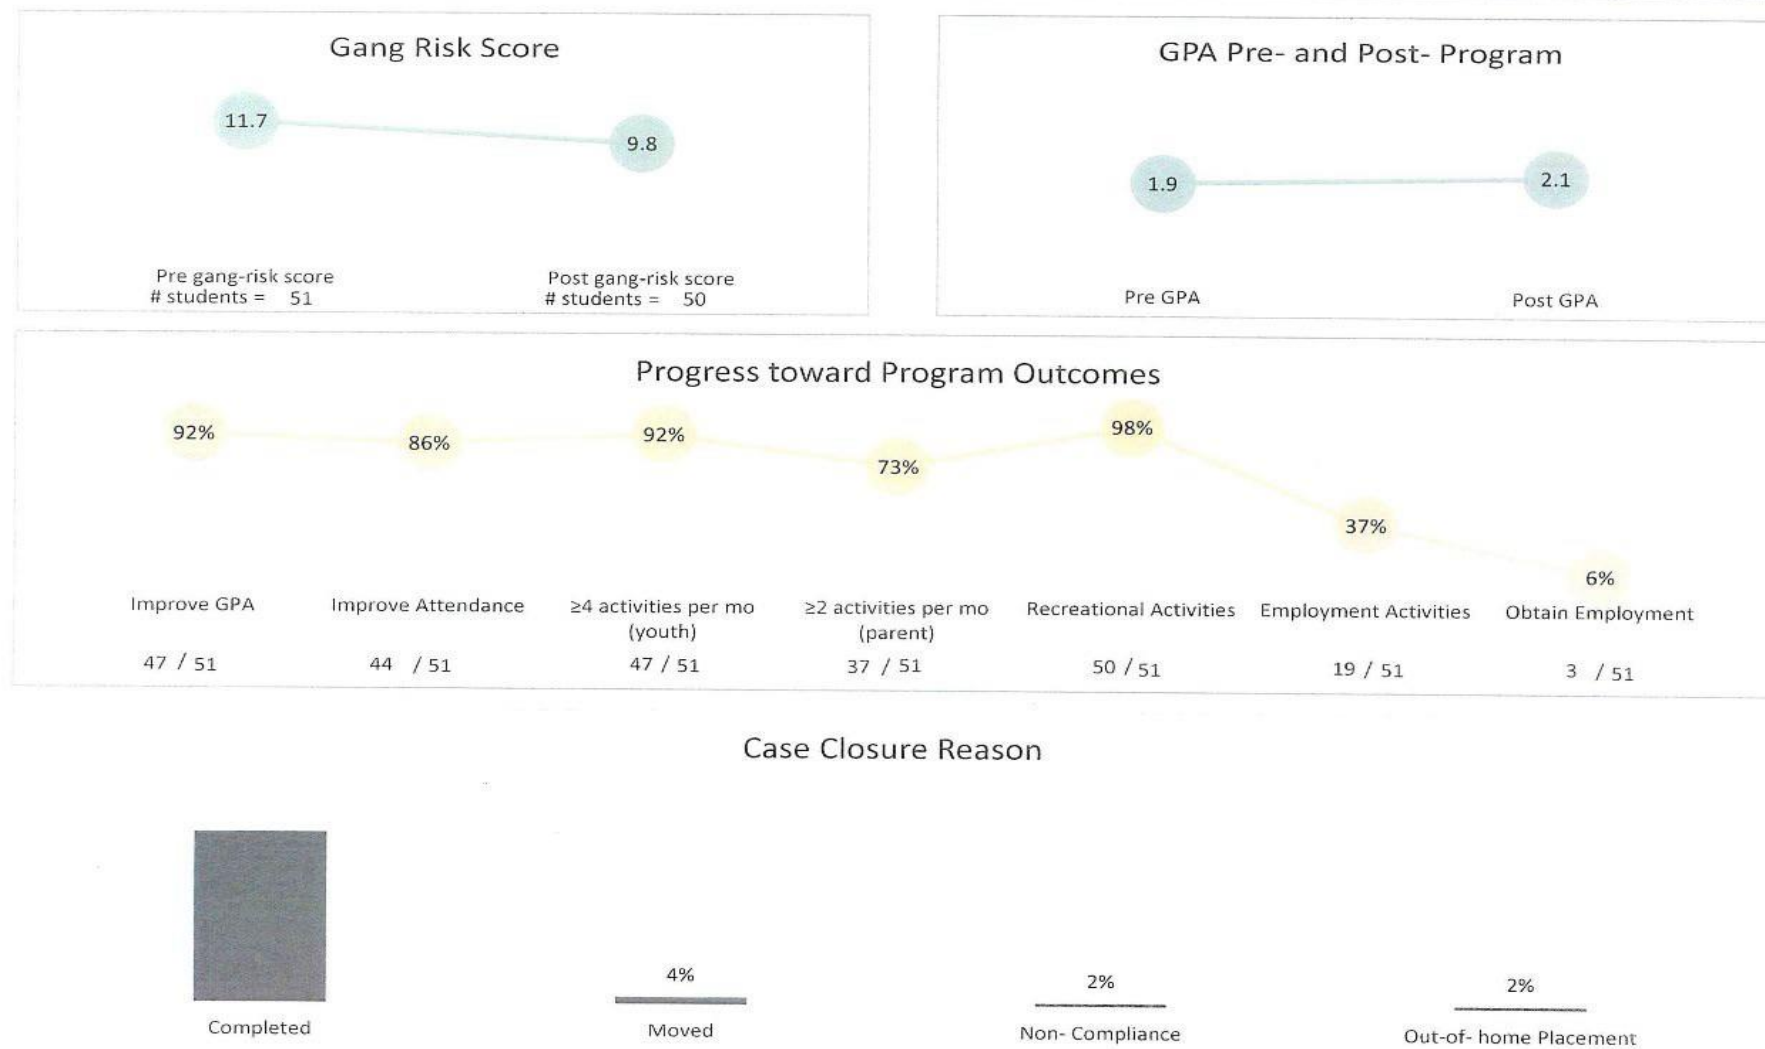 Gang Risk Score
11.7
9.8
Pre gang-risk score
# students = 51
Post gang-risk score
# students = 50
GPA Pre- and Post- Program
1.9
2.1
Pre GPA
Post GPA
Progress toward Program Outcomes
92%
86%
92%
73%
98%
37%
6%
Improve GPA
Improve Attendance
≥4 activities per mo
(youth)
≥2 activities per mo
(parent)
Recreational Activities
Employment Activities
Obtain Employment
47 / 51
44 / 51
47 / 51
37 / 51
50 / 51
19 / 51
3 / 51
Case Closure Reason
4%
2%
2%
Completed
Moved
Non- Compliance
Out-of- home Placement